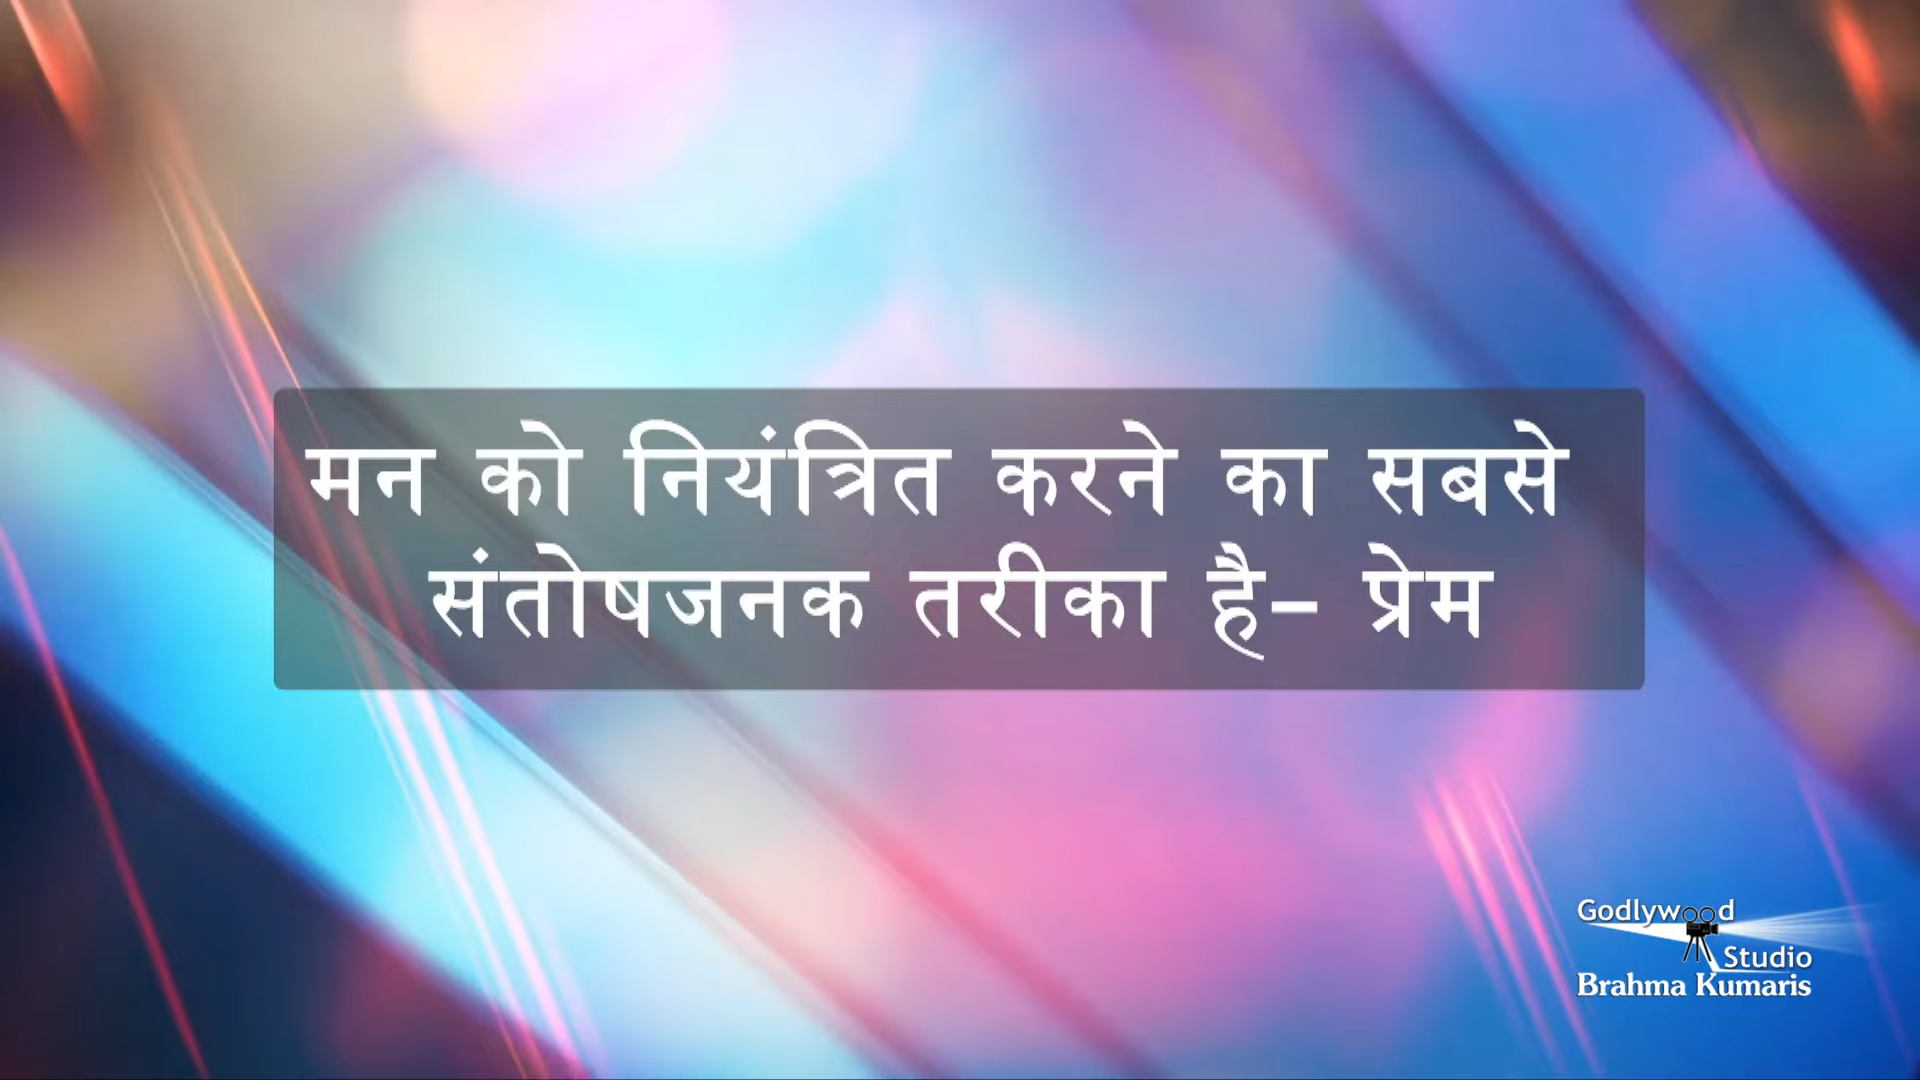 मन को नियंत्रित करने का सबसे
संतोषजनक तरीका है- प्रेम
Godlywood
Studio
Brahma Kumaris